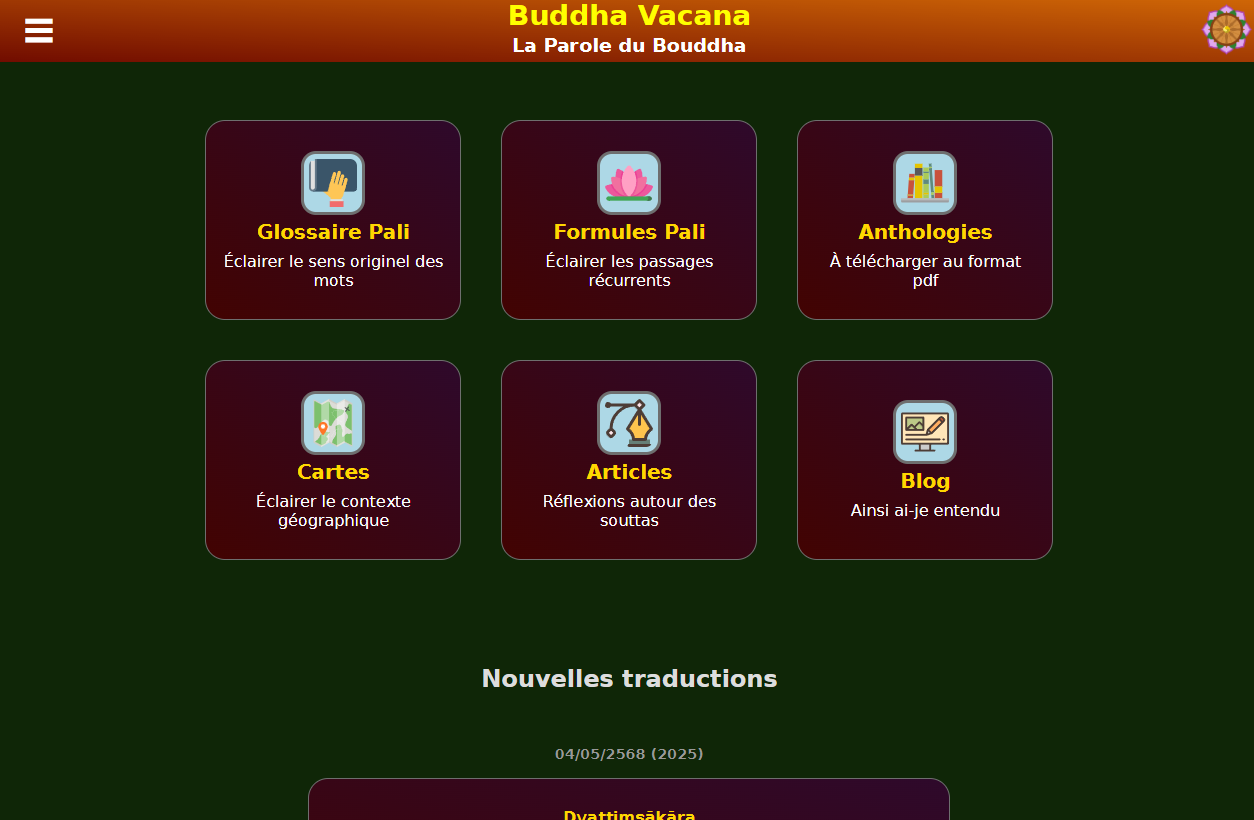 Buddha Vacana
La Parole du Bouddha
Glossaire Pali
Éclairer le sens originel des
mots
Formules Pali
Éclairer les passages
récurrents
Anthologies
À télécharger au format
pdf
Cartes
Éclairer le contexte
géographique
Articles
Réflexions autour des
souttas
Blog
Ainsi ai-je entendu
Nouvelles traductions
04/05/2568 (2025)
Dvattiṃsākāra